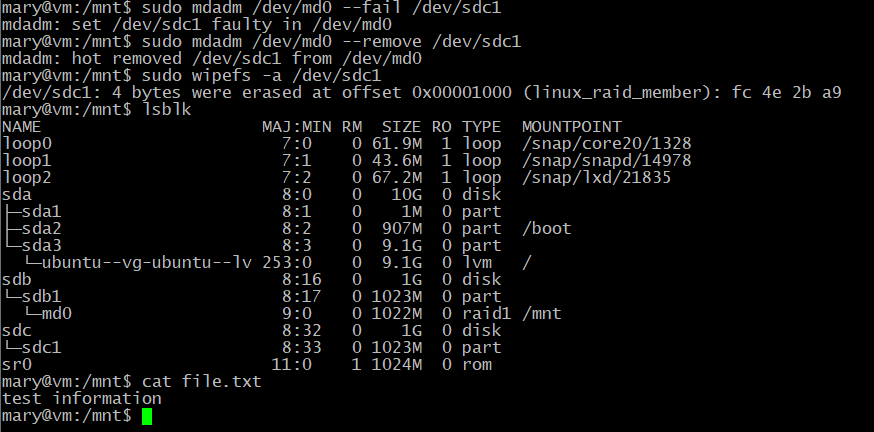 mary@vm:/mnt$ sudo mdadm /dev/md0 --fail /dev/sdc1
mdadm: set /dev/sdc1 faulty in /dev/md0
mary@vm:/mnt$ sudo mdadm /dev/md0 --remove /dev/sdc1
mdadm: hot removed /dev/sdc1 from /dev/md0
mary@vm:/mnt$ sudo wipefs -a /dev/sdc1
/dev/sdc1: 4 bytes were erased at offset 0x00001000 (linux_raid_member): fc 4e 2b a9
mary@vm:/mnt$ lsblk
NAME                      MAJ:MIN RM  SIZE RO TYPE  MOUNTPOINT
loop0                       7:0    0 61.9M  1 loop  /snap/core20/1328
loop1                       7:1    0 43.6M  1 loop  /snap/snapd/14978
loop2                       7:2    0 67.2M  1 loop  /snap/lxd/21835
sda                         8:0    0   10G  0 disk
├─sda1                      8:1    0    1M  0 part
├─sda2                      8:2    0  907M  0 part  /boot
└─sda3                      8:3    0  9.1G  0 part
  └─ubuntu--vg-ubuntu--lv 253:0    0  9.1G  0 lvm   /
sdb                         8:16   0    1G  0 disk
└─sdb1                      8:17   0 1023M  0 part
  └─md0                     9:0    0 1022M  0 raid1 /mnt
sdc                         8:32   0    1G  0 disk
└─sdc1                      8:33   0 1023M  0 part
sr0                        11:0    1 1024M  0 rom
mary@vm:/mnt$ cat file.txt
test information
mary@vm:/mnt$